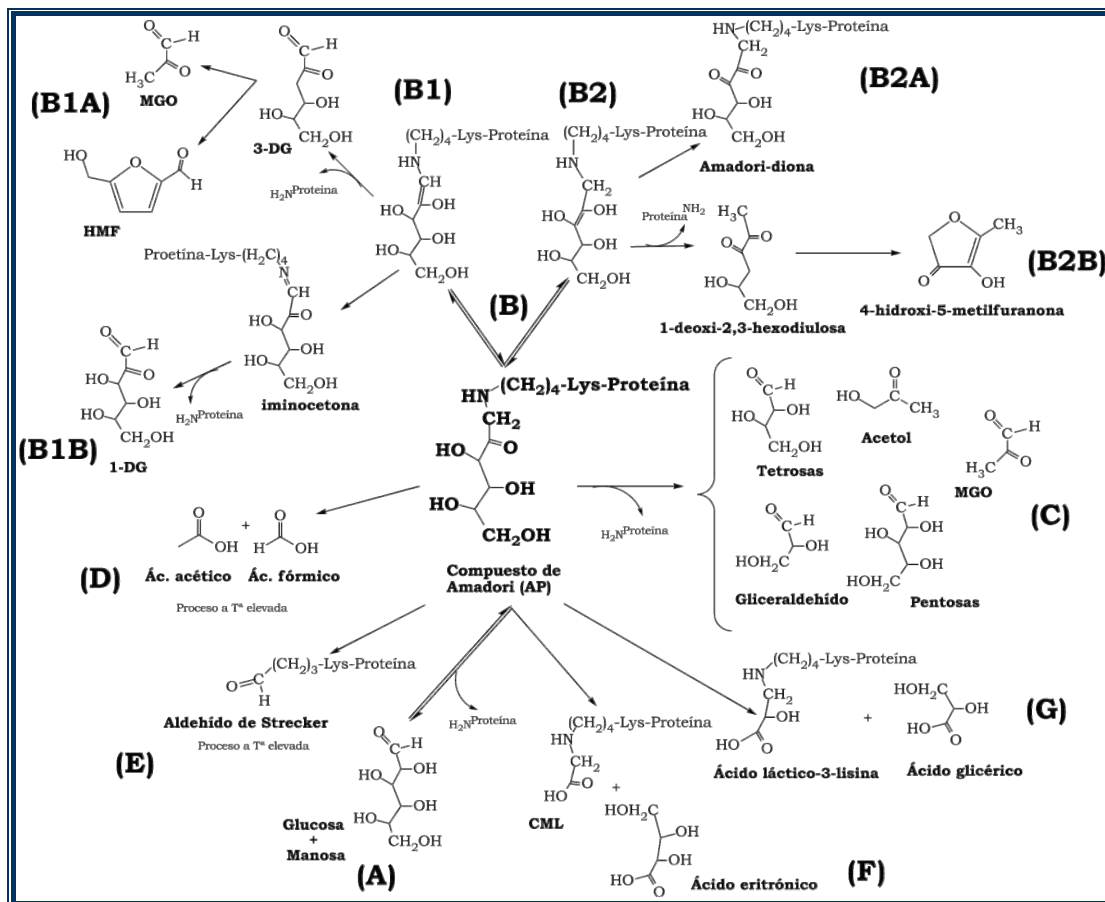 (B1A)
MGO
3-DG
HMF
H₂N Proteína
(B1)
(CH₂)₄-Lys-Proteína
(B2)
(CH₂)₄-Lys-Proteína
HN-(CH₂)₄-Lys-Proteína
(B2A)
Amadori-diona
Proteína NH₂
1-deoxi-2,3-hexodiulosa
4-hidroxi-5-metilfuranona
(B2B)
(B)
Proetína-Lys-(H₂C)₄
iminocetona
H₂N Proteína
1-DG
(B1B)
(CH₂)₄-Lys-Proteína
HN
CH₂
HO
O
OH
HO
CH₂OH
Compuesto de
Amadori (AP)
H₂N Proteína
Tetrosas
Acetol
MGO
Gliceraldehído
Pentosas
(C)
(D)
Ác. acético
+
Ác. fórmico
Proceso a Tª elevada
(CH₂)₃-Lys-Proteína
Aldehído de Strecker
Proceso a Tª elevada
(E)
H₂N Proteína
Glucosa
+
Manosa
(A)
(CH₂)₄-Lys-Proteína
CML
+
Ácido eritrónico
(F)
(CH₂)₄-Lys-Proteína
Ácido láctico-3-lisina
+
Ácido glicérico
(G)